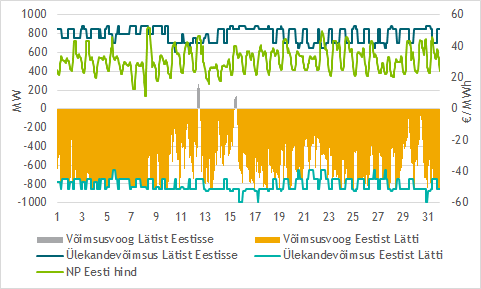 1000
800
600
400
200
0
-200
-400
-600
-800
-1000
MW
60
40
20
0
-20
-40
-60
€/MWh
1 3 5 7 9 11 13 15 17 19 21 23 25 27 29 31
Võimsusvoog Lätist Eestisse
Võimsusvoog Eestist Lätti
Ülekandevõimsus Lätist Eestisse
Ülekandevõimsus Eestist Lätti
NP Eesti hind